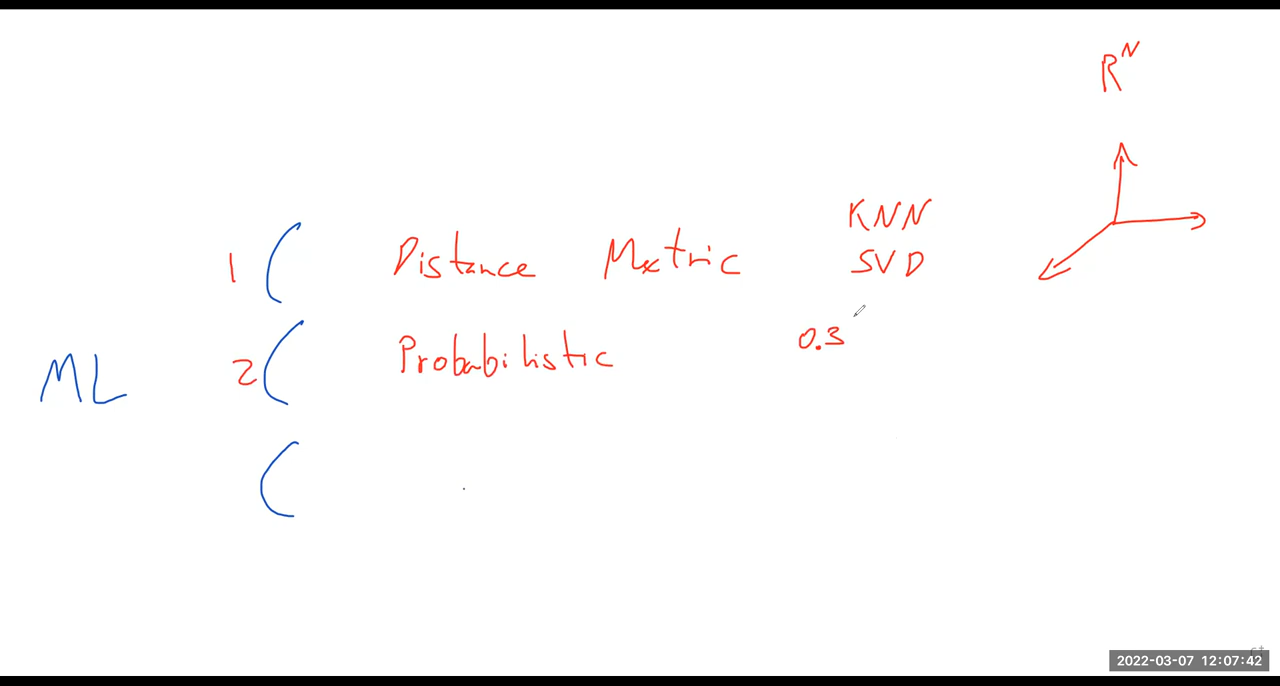 R^N
KNN
1 ( Distance Metric SVD
2 ( Probabilistic 0.3
ML
(
2022-03-07 12:07:42